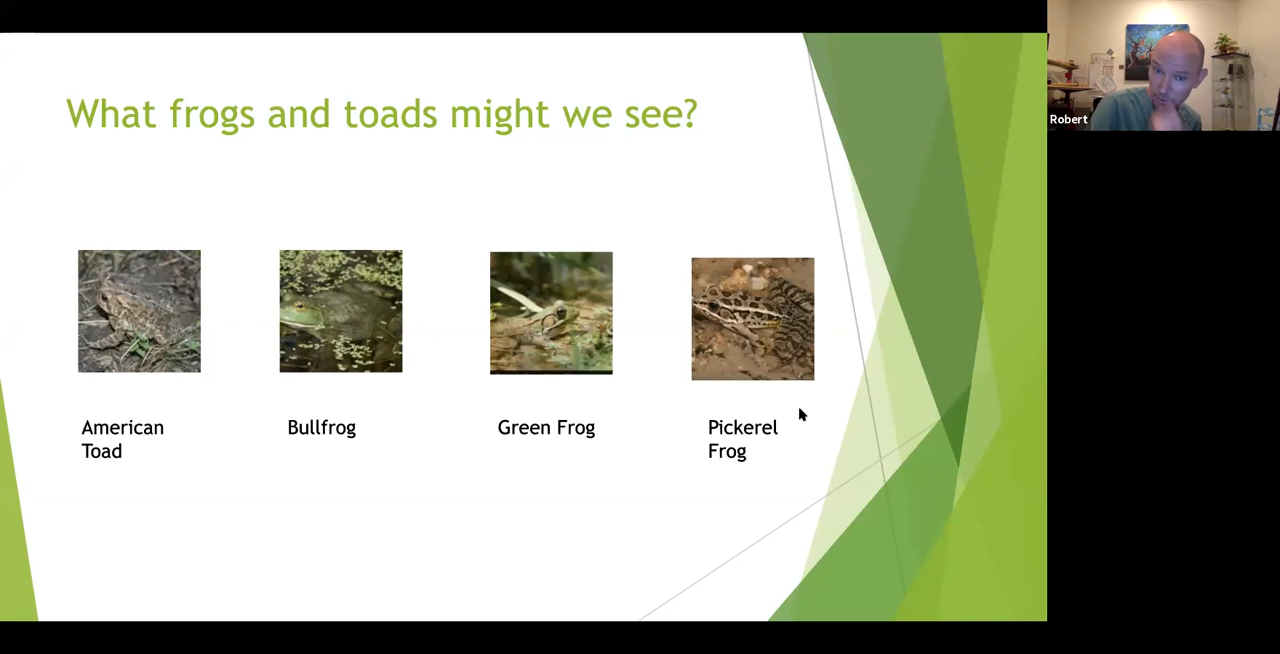 What frogs and toads might we see?
Robert
American
Toad
Bullfrog
Green Frog
Pickerel
Frog